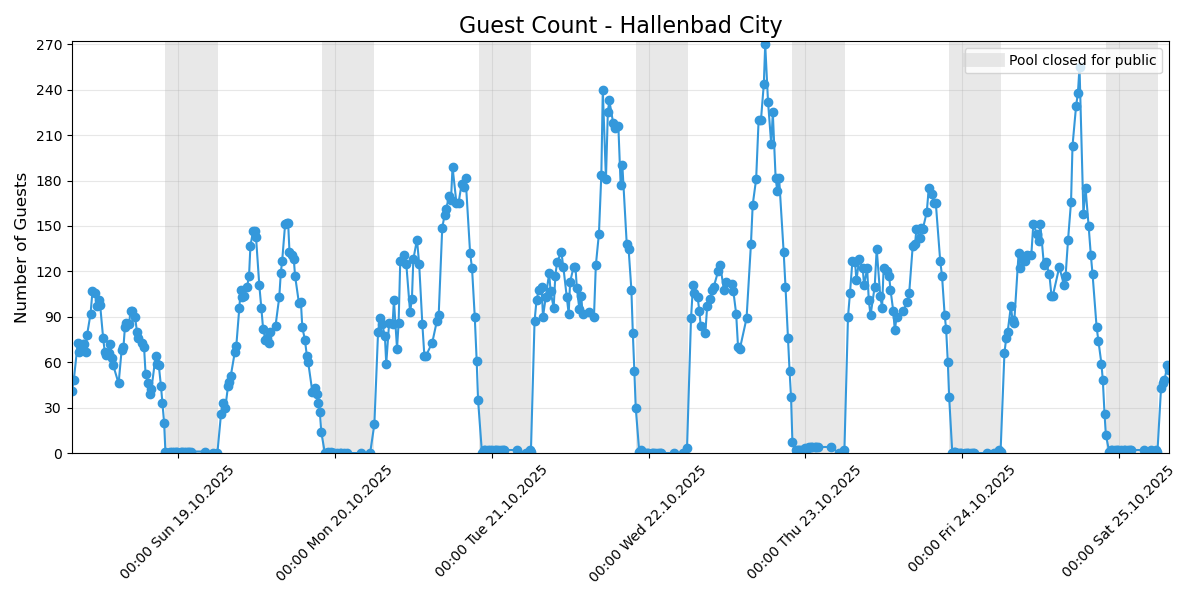 Guest Count - Hallenbad City
Pool closed for public
Number of Guests
270
240
210
180
150
120
90
60
30
0
00:00 Sun 19.10.2025
00:00 Mon 20.10.2025
00:00 Tue 21.10.2025
00:00 Wed 22.10.2025
00:00 Thu 23.10.2025
00:00 Fri 24.10.2025
00:00 Sat 25.10.2025